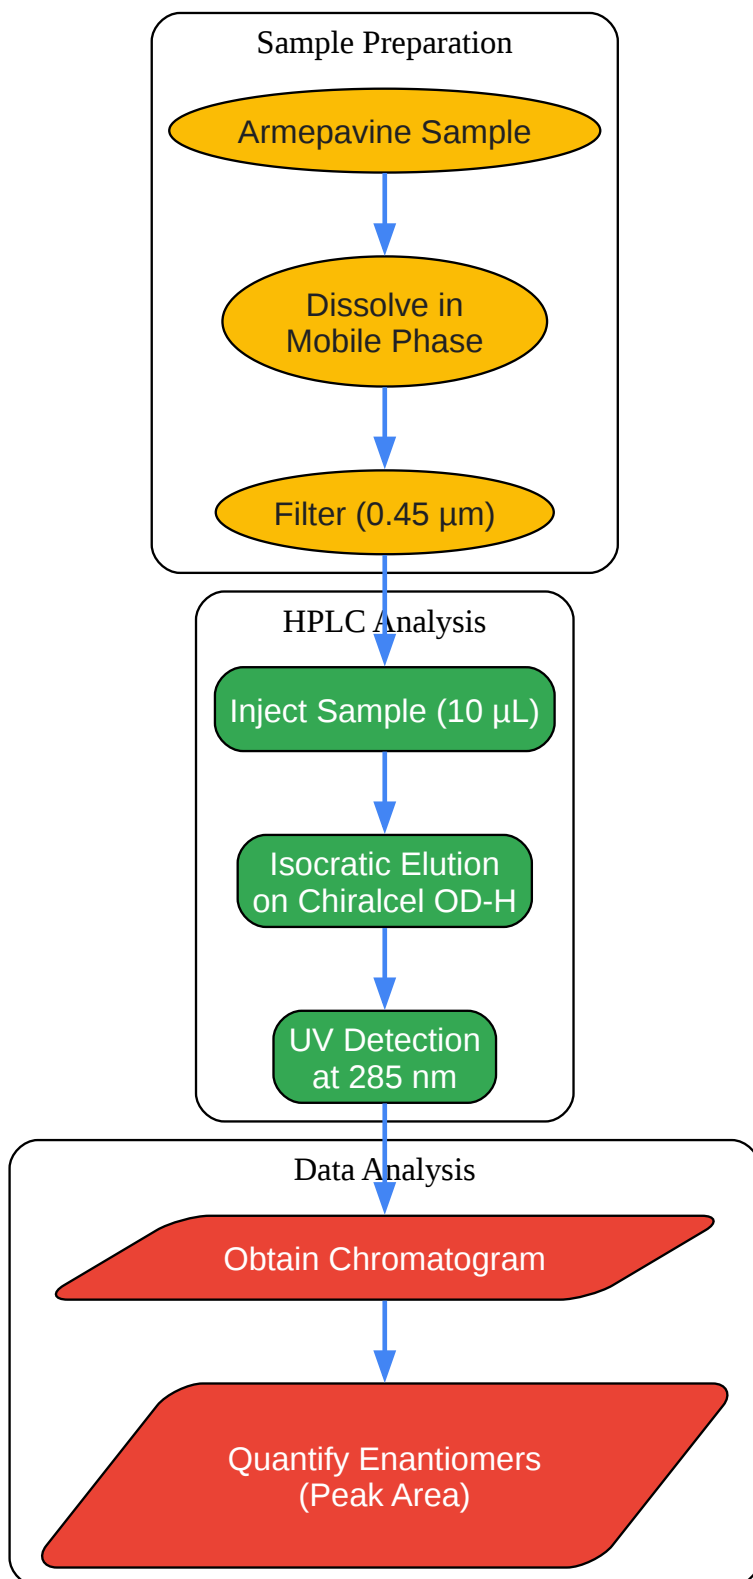 Sample Preparation
Armepavine Sample
Dissolve in
Mobile Phase
Filter (0.45 µm)
HPLC Analysis
Inject Sample (10 µL)
Isocratic Elution
on Chiralcel OD-H
UV Detection
at 285 nm
Data Analysis
Obtain Chromatogram
Quantify Enantiomers
(Peak Area)